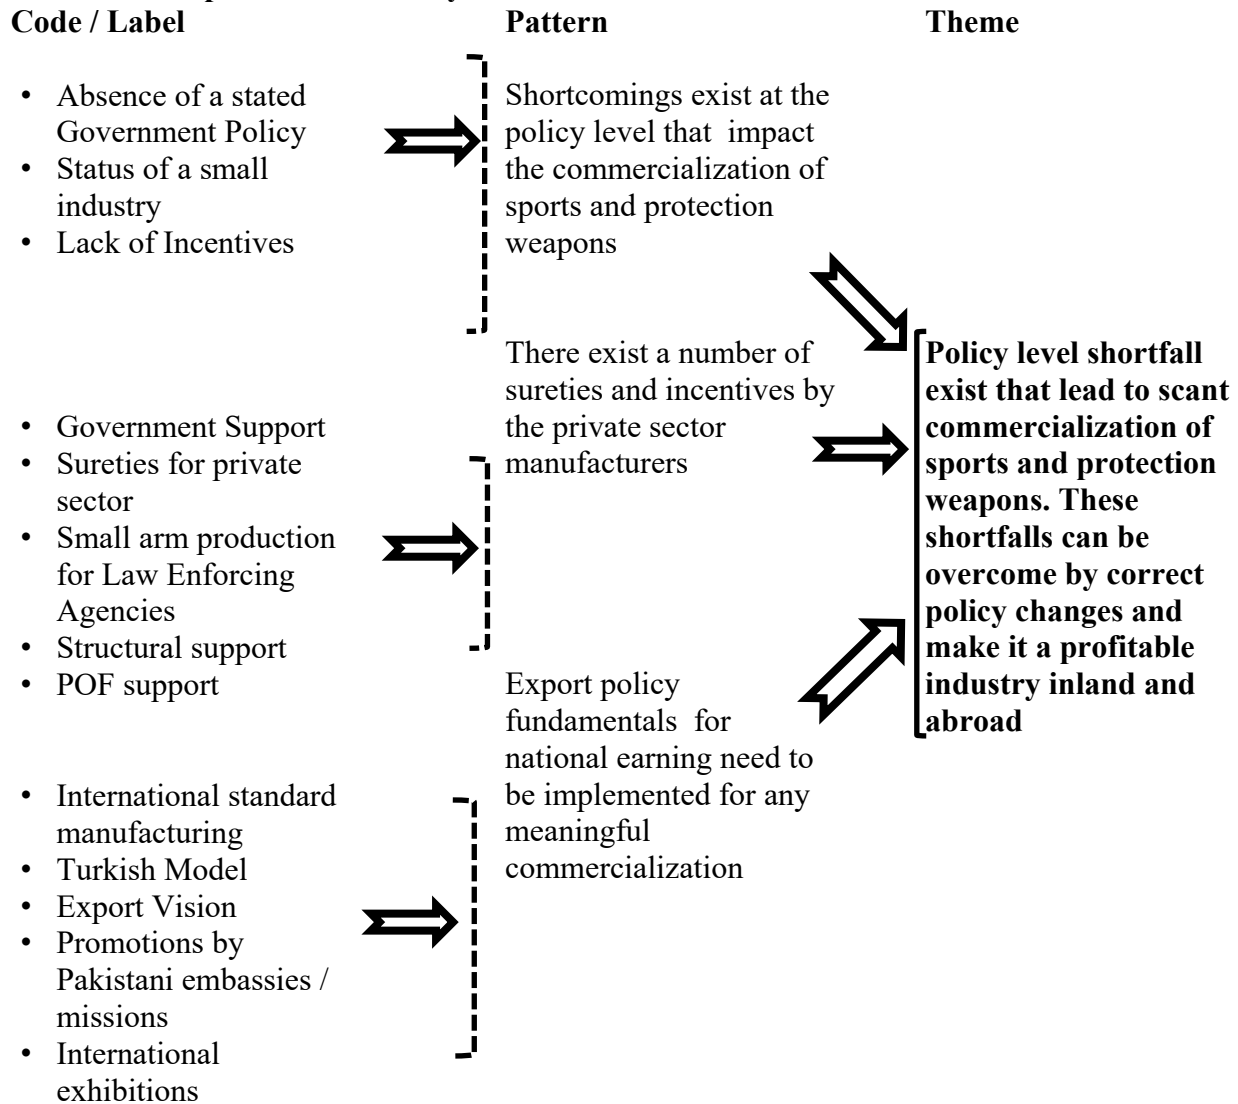 Code / Label
Pattern
Theme
• Absence of a stated
Government Policy
• Status of a small
industry
• Lack of Incentives
Shortcomings exist at the
policy level that impact
the commercialization of
sports and protection
weapons
• Government Support
• Sureties for private
sector
• Small arm production
for Law Enforcing
Agencies
• Structural support
• POF support
There exist a number of
sureties and incentives by
the private sector
manufacturers
• International standard
manufacturing
• Turkish Model
• Export Vision
• Promotions by
Pakistani embassies /
missions
• International
exhibitions
Export policy
fundamentals for
national earning need to
be implemented for any
meaningful
commercialization
Policy level shortfall
exist that lead to scant
commercialization of
sports and protection
weapons. These
shortfalls can be
overcome by correct
policy changes and
make it a profitable
industry inland and
abroad